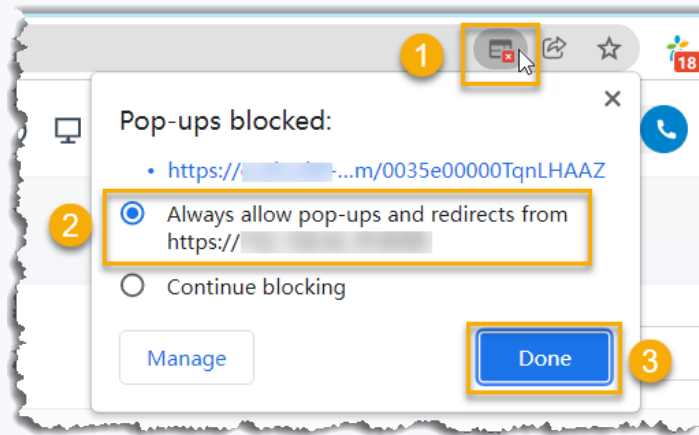 1
18
Pop-ups blocked:
• https://-...m/0035e00000TqnLHAAZ
2
Always allow pop-ups and redirects from
https://
Continue blocking
Manage
Done
3